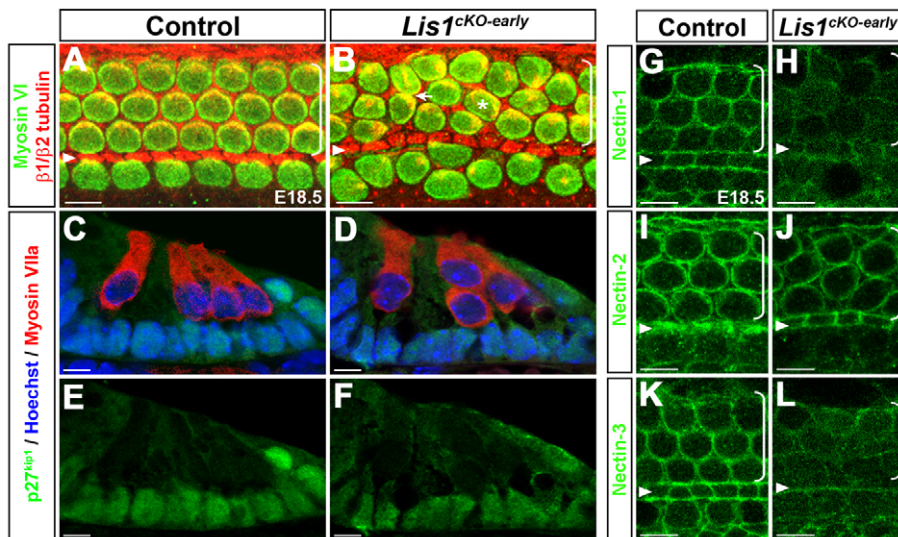 Control
Lis1cKO-early
Control
Lis1cKO-early
Myosin VI
β1/β2 tubulin
A
B
E18.5
G
H
Nectin-1
E18.5
p27kip1 / Hoechst / Myosin VIIa
C
D
I
J
Nectin-2
E
F
K
L
Nectin-3
*